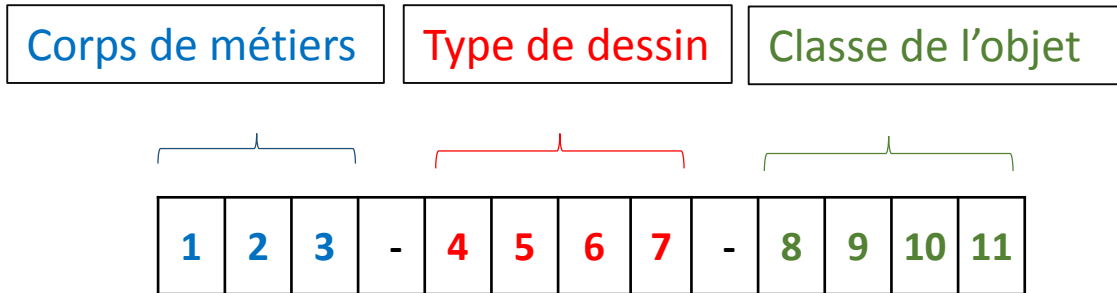 Corps de métiers Type de dessin Classe de l’objet
1 2 3 - 4 5 6 7 - 8 9 10 11